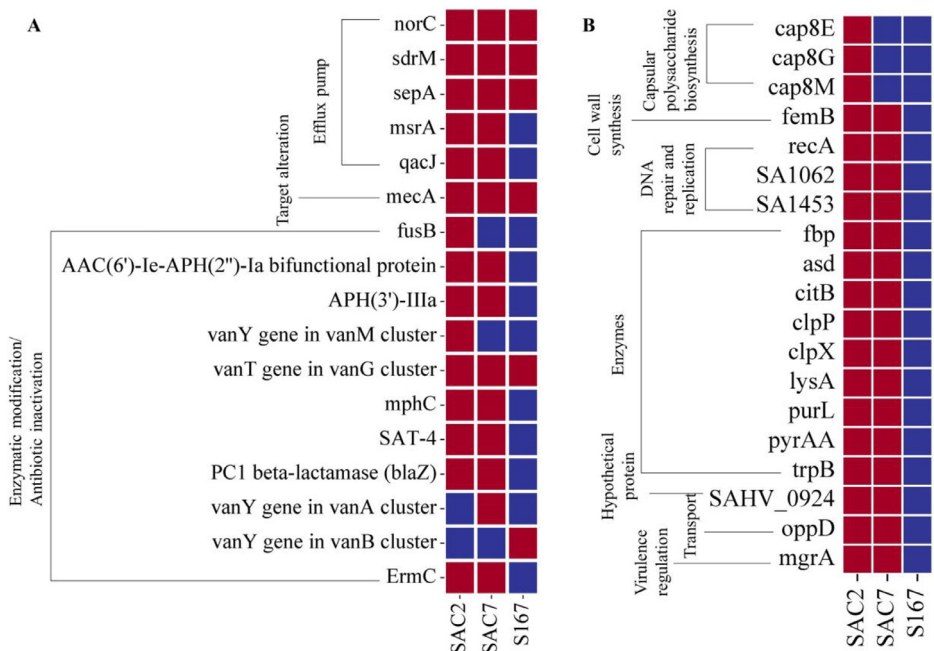 A
Efflux pump
Target alteration
Enzymatic modification/
Antibiotic inactivation
norC
sdrM
sepA
msrA
qacJ
mecA
fusB
AAC(6')-Ie-APH(2'')-Ia bifunctional protein
APH(3')-IIIa
vanY gene in vanM cluster
vanT gene in vanG cluster
mphC
SAT-4
PC1 beta-lactamase (blaZ)
vanY gene in vanA cluster
vanY gene in vanB cluster
ErmC
SAC2
SAC7
S167
B
Capsular
polysaccharide
biosynthesis
Cell wall
synthesis
DNA
repair and
replication
Enzymes
Hypothetical
protein
Transport
Virulence
regulation
cap8E
cap8G
cap8M
femB
recA
SA1062
SA1453
fbp
asd
citB
clpP
clpX
lysA
purL
pyrAA
trpB
SAHV_0924
oppD
mgrA
SAC2
SAC7
S167